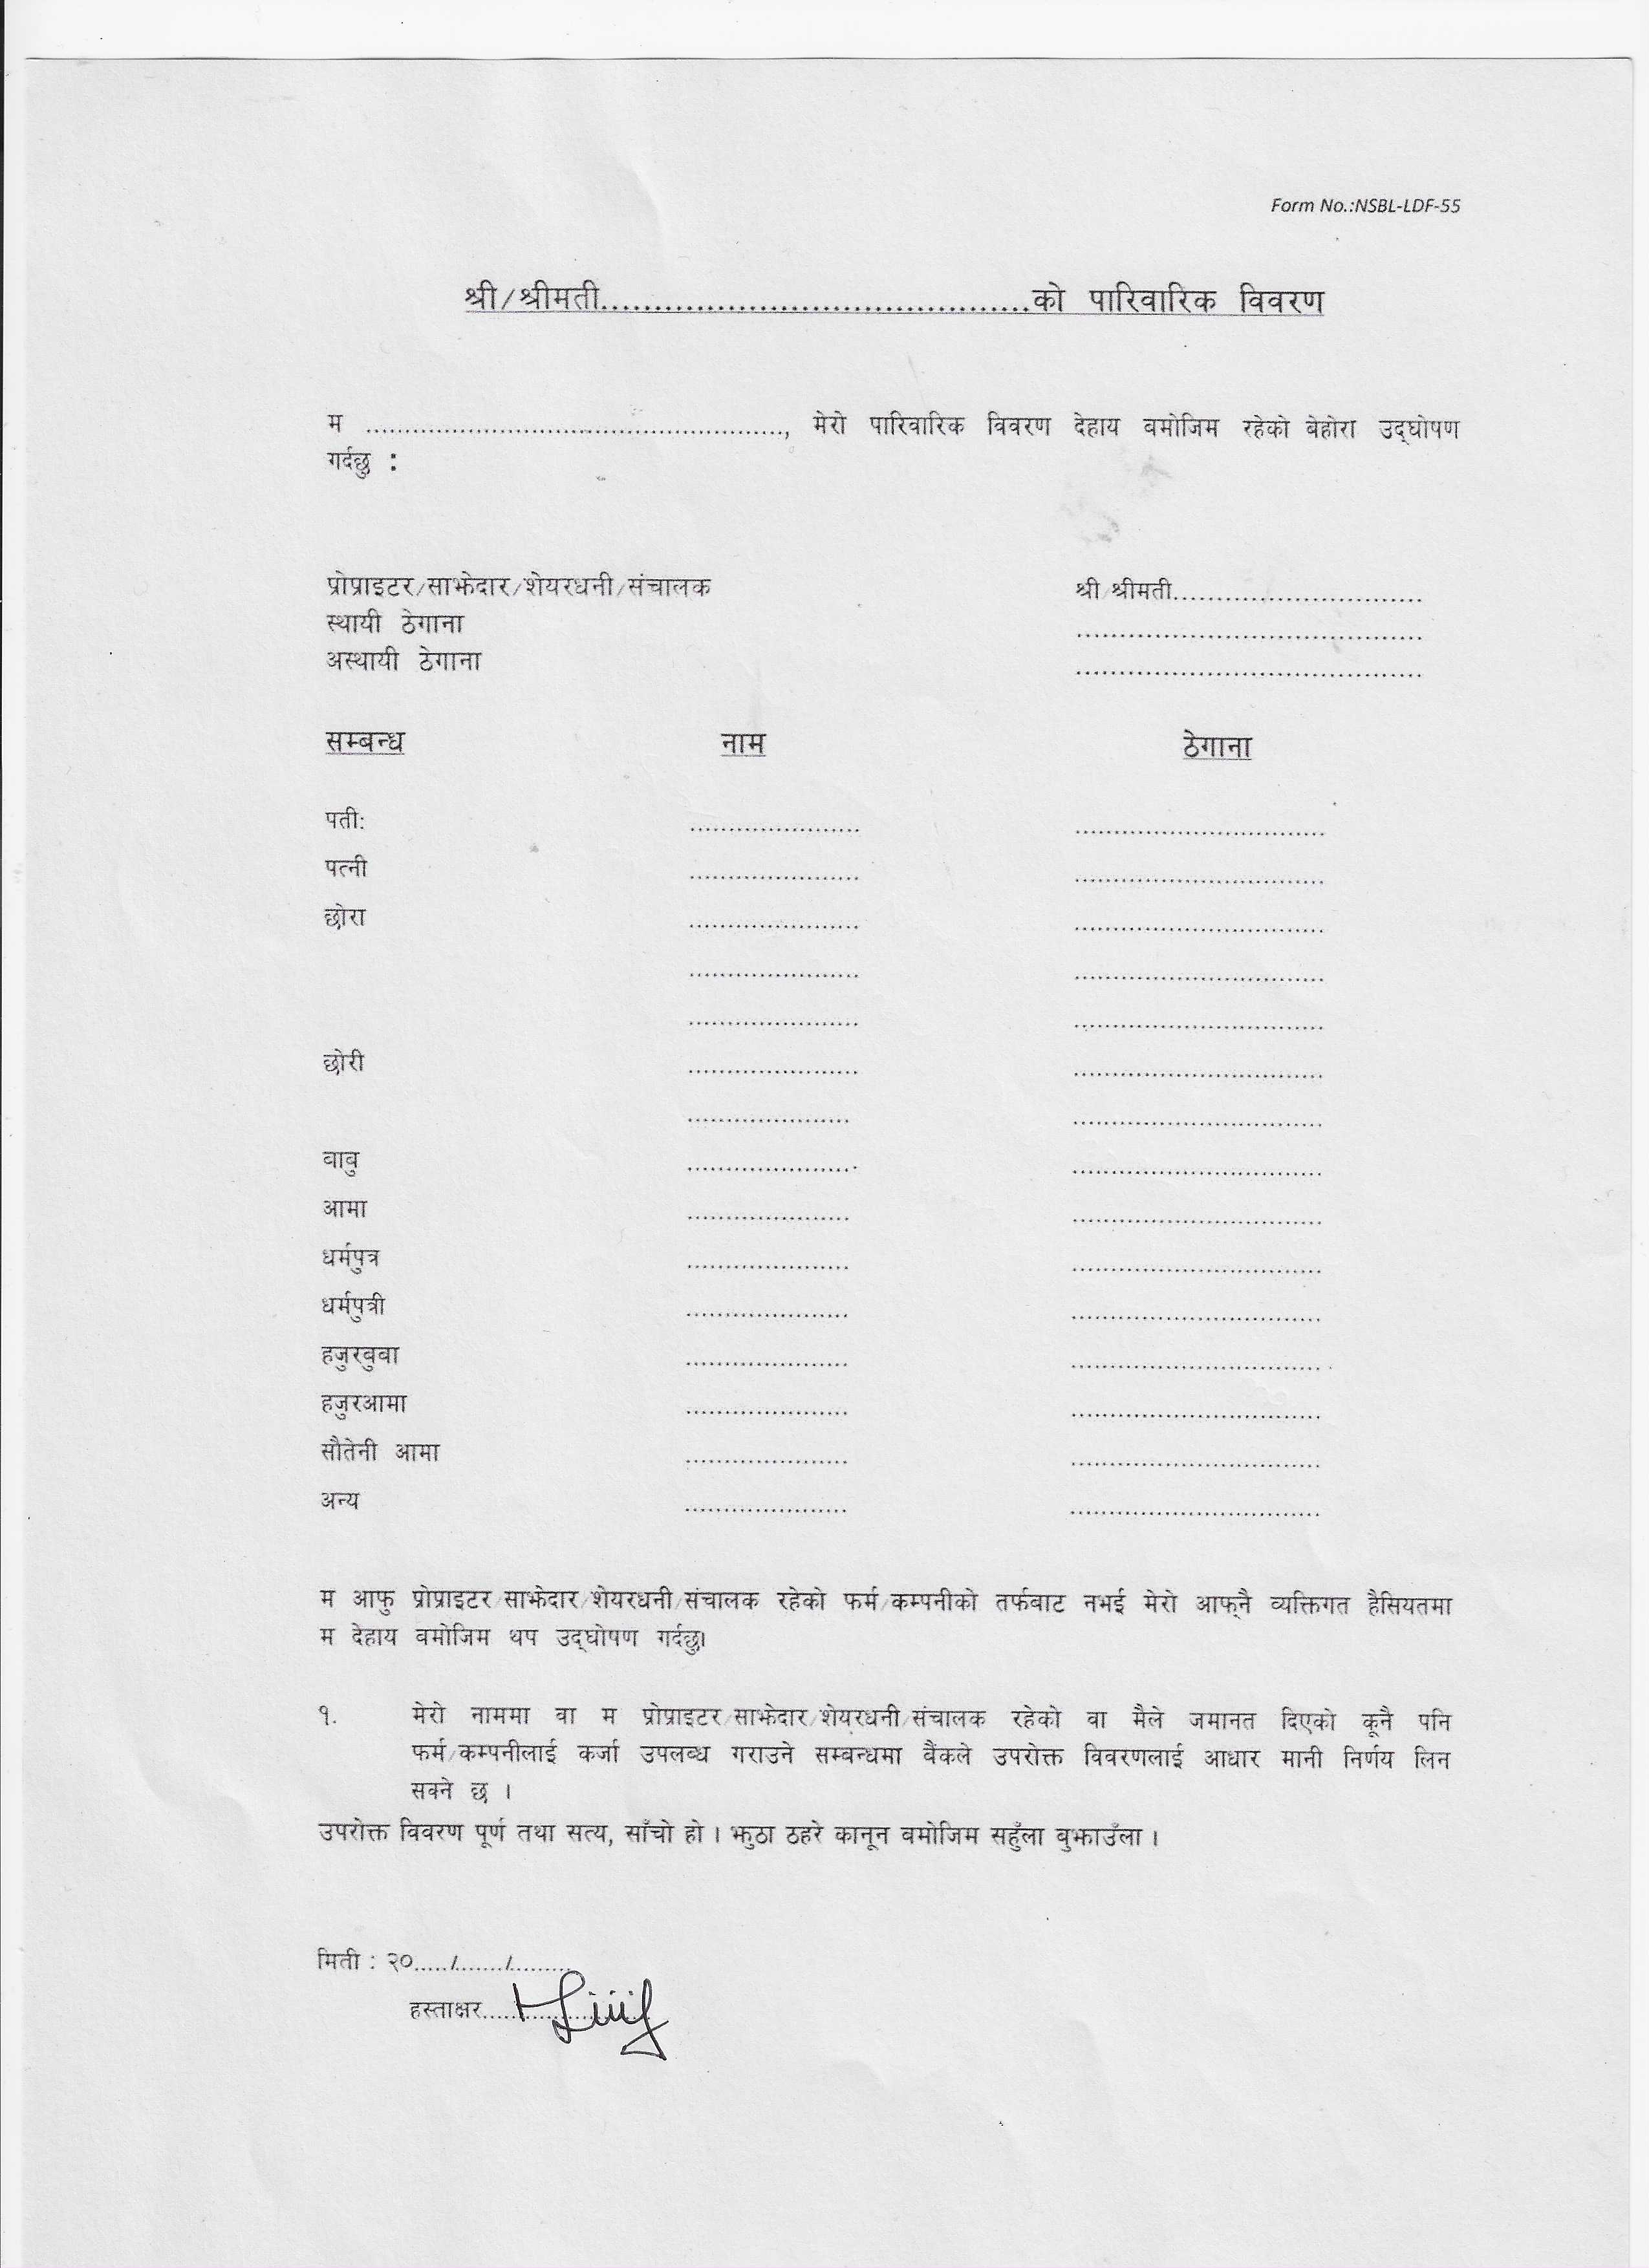 Form No.:NSBL-LDF-55
श्री/श्रीमती........................................को पारिवारिक विवरण
म ......................................................, मेरो पारिवारिक विवरण देहाय बमोजिम रहेको बेहोरा उद्घोषण
गर्दछु :
प्रोप्राइटर/साझेदार/शेयरधनी/संचालक श्री/श्रीमती................................
स्थायी ठेगाना .............................................
अस्थायी ठेगाना .............................................
सम्बन्ध नाम ठेगाना
पती: ...................... ................................
पत्नी ...................... ................................
छोरा ...................... ................................
...................... ................................
...................... ................................
छोरी ...................... ................................
..................... ................................
बाबु ...................... ................................
आमा ..................... ................................
धर्मपुत्र ..................... ................................
धर्मपुत्री ..................... ................................
हजुरबुबा ..................... ................................
हजुरआमा ..................... ................................
सौतेनी आमा ..................... ................................
अन्य ..................... ................................
म आफु प्रोप्राइटर/साझेदार/शेयरधनी/संचालक रहेको फर्म/कम्पनीको तर्फबाट नभई मेरो आफ्नै व्यक्तिगत हैसियतमा
म देहाय बमोजिम थप उद्घोषण गर्दछु।
१. मेरो नाममा वा म प्रोप्राइटर/साझेदार/शेयरधनी/संचालक रहेको वा मैले जमानत दिएको कूनै पनि
फर्म/कम्पनीलाई कर्जा उपलब्ध गराउने सम्बन्धमा बैंकले उपरोक्त विवरणलाई आधार मानी निर्णय लिन
सक्ने छ ।
उपरोक्त विवरण पूर्ण तथा सत्य, साँचो हो । झुठा ठहरे कानून बमोजिम सहुँला बुझाउँला ।
मिती : २०...../......./.........
हस्ताक्षर......................